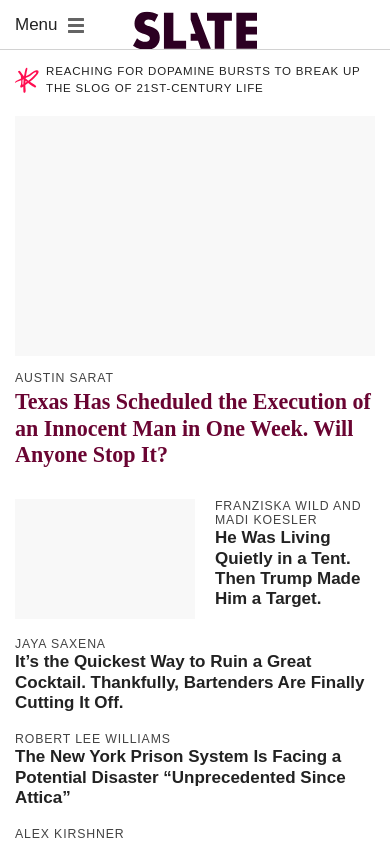 Menu
SLATE
REACHING FOR DOPAMINE BURSTS TO BREAK UP
THE SLOG OF 21ST-CENTURY LIFE
AUSTIN SARAT
Texas Has Scheduled the Execution of
an Innocent Man in One Week. Will
Anyone Stop It?
FRANZISKA WILD AND
MADI KOESLER
He Was Living
Quietly in a Tent.
Then Trump Made
Him a Target.
JAYA SAXENA
It’s the Quickest Way to Ruin a Great
Cocktail. Thankfully, Bartenders Are Finally
Cutting It Off.
ROBERT LEE WILLIAMS
The New York Prison System Is Facing a
Potential Disaster “Unprecedented Since
Attica”
ALEX KIRSHNER